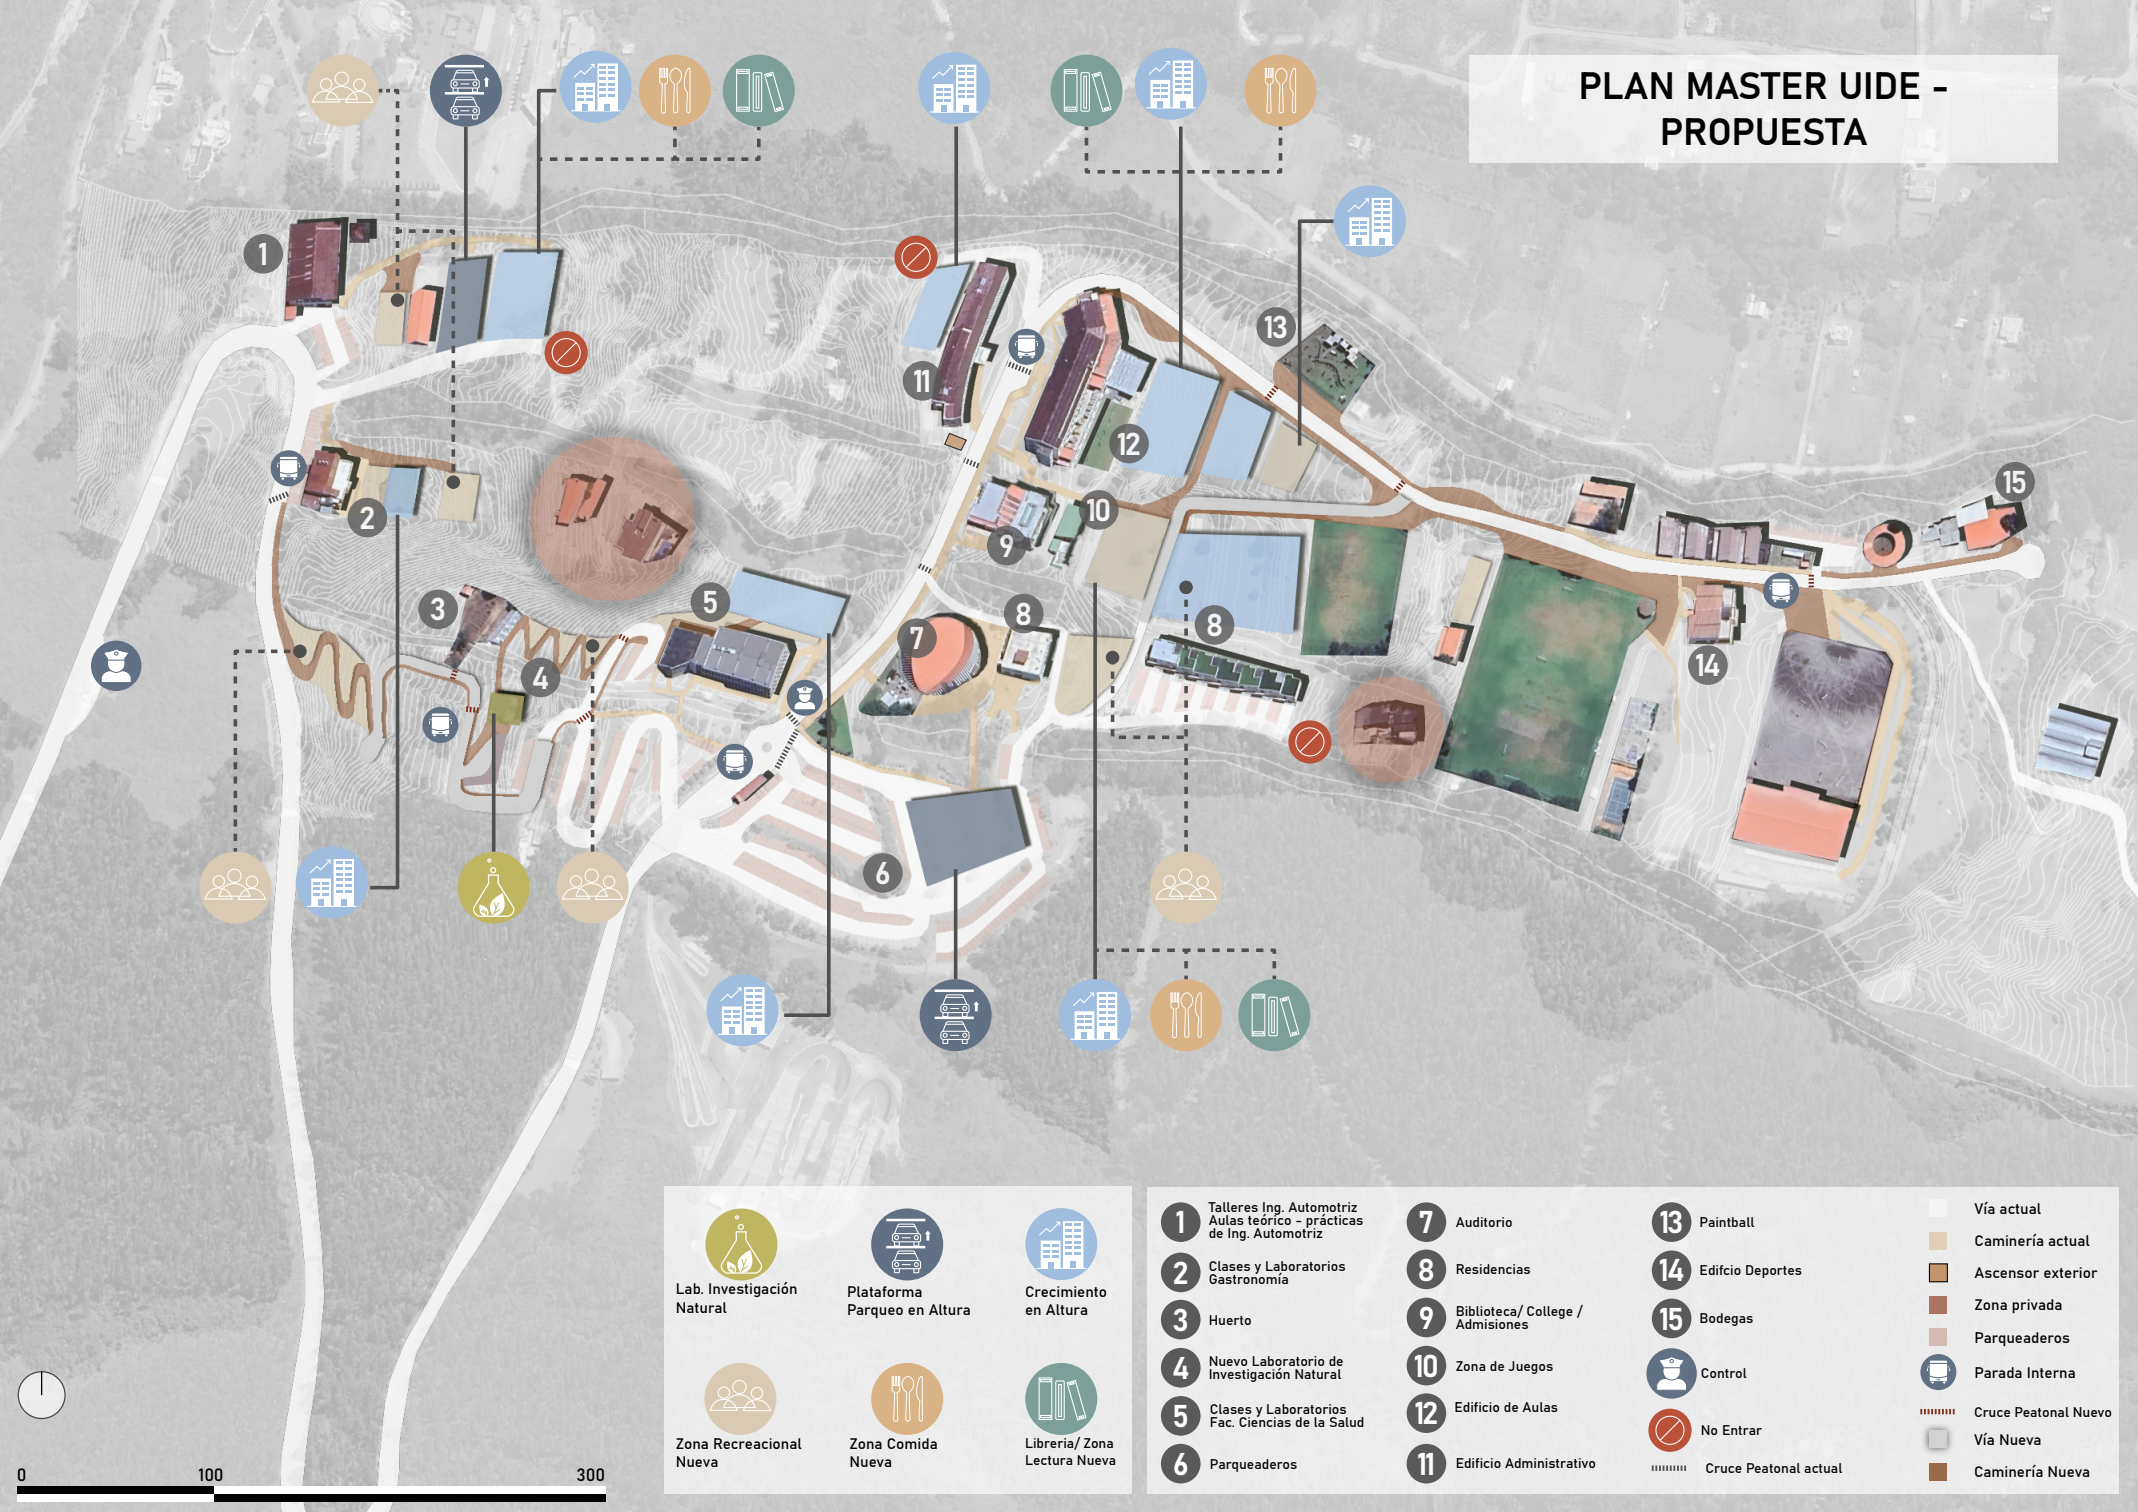 PLAN MASTER UIDE -
PROPUESTA
1
13
11
12
15
2
10
9
3
5
8
7
8
4
14
6
Lab. Investigación
Natural
Plataforma
Parqueo en Altura
Crecimiento
en Altura
Zona Recreacional
Nueva
Zona Comida
Nueva
Libreria/ Zona
Lectura Nueva
1 Talleres Ing. Automotriz
Aulas teórico - prácticas
de Ing. Automotriz
2 Clases y Laboratorios
Gastronomía
3 Huerto
4 Nuevo Laboratorio de
Investigación Natural
5 Clases y Laboratorios
Fac. Ciencias de la Salud
6 Parqueaderos
7 Auditorio
8 Residencias
9 Biblioteca/ College /
Admisiones
10 Zona de Juegos
12 Edificio de Aulas
11 Edificio Administrativo
13 Paintball
14 Edifcio Deportes
15 Bodegas
Control
No Entrar
Cruce Peatonal actual
Vía actual
Caminería actual
Ascensor exterior
Zona privada
Parqueaderos
Parada Interna
Cruce Peatonal Nuevo
Vía Nueva
Caminería Nueva
0 100 300